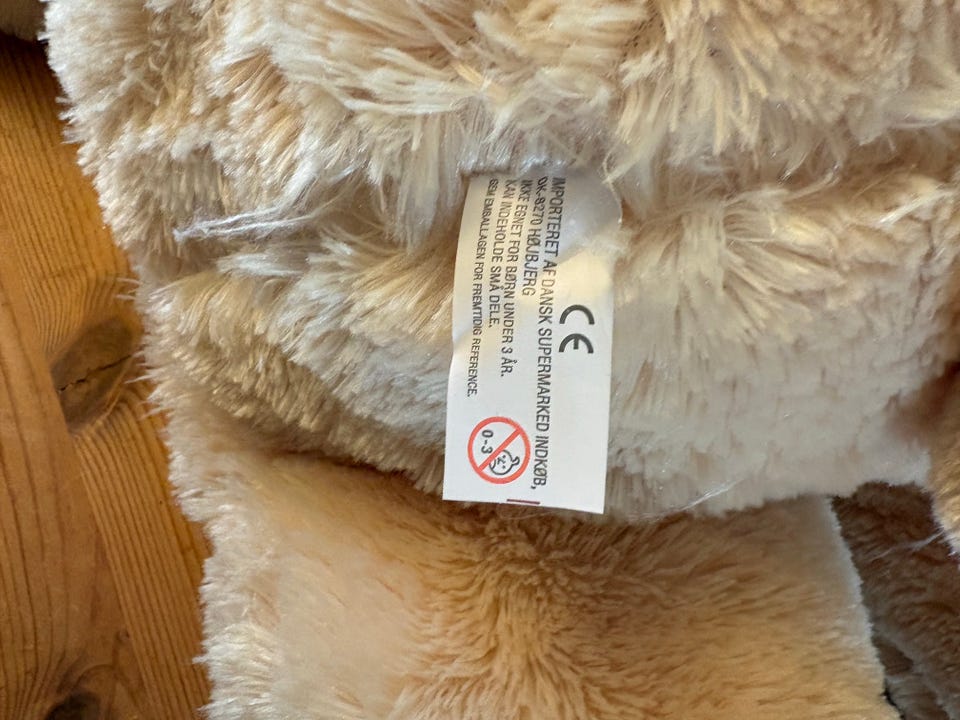 CE
IMPORTERET AF DANSK SUPERMARKED INDKØB,
DK-8270 HØJBJERG
IKKE EGNET FOR BØRN UNDER 3 ÅR.
KAN INDEHOLDE SMÅ DELE.
GEM EMBALLAGEN FOR FREMTIDIG REFERENCE.
0-3